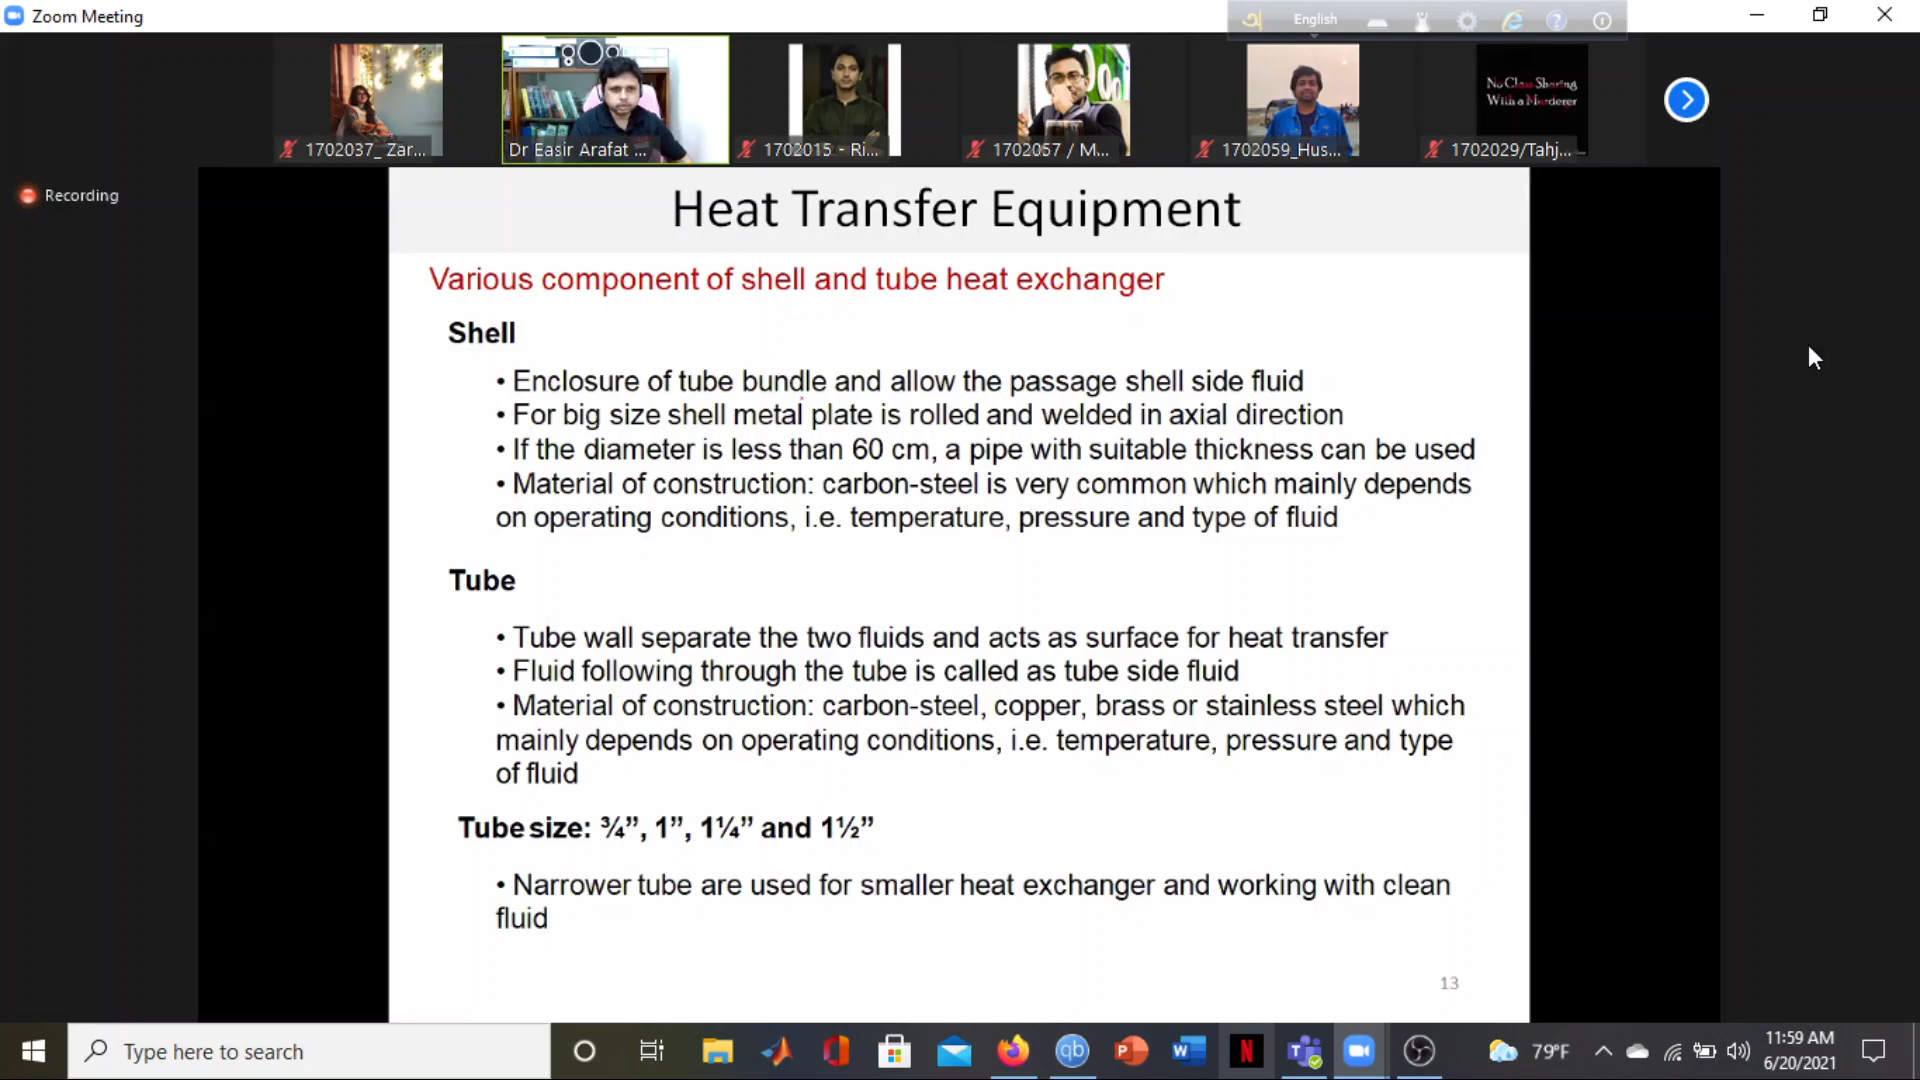 Zoom Meeting
English
1702037_ Zar...
Dr Easir Arafat ...
1702015 - Ri...
1702057 / M...
1702059_Hus...
No Class Sharing
With a Murderer
1702029/Tahj...
Recording
Heat Transfer Equipment
Various component of shell and tube heat exchanger
Shell
• Enclosure of tube bundle and allow the passage shell side fluid
• For big size shell metal plate is rolled and welded in axial direction
• If the diameter is less than 60 cm, a pipe with suitable thickness can be used
• Material of construction: carbon-steel is very common which mainly depends
on operating conditions, i.e. temperature, pressure and type of fluid
Tube
• Tube wall separate the two fluids and acts as surface for heat transfer
• Fluid following through the tube is called as tube side fluid
• Material of construction: carbon-steel, copper, brass or stainless steel which
mainly depends on operating conditions, i.e. temperature, pressure and type
of fluid
Tube size: ¾”, 1”, 1¼” and 1½”
• Narrower tube are used for smaller heat exchanger and working with clean
fluid
13
Type here to search
qb
P
W
N
79°F
11:59 AM
6/20/2021